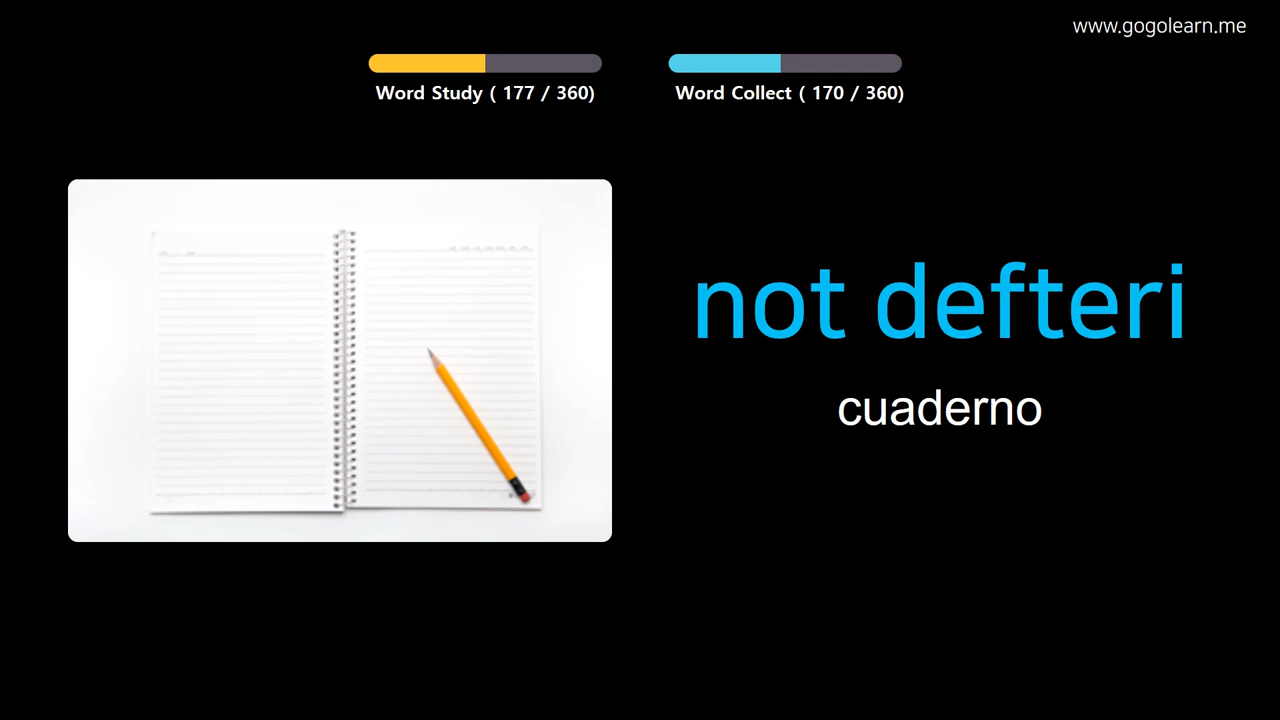 www.gogolearn.me
Word Study ( 177 / 360)
Word Collect ( 170 / 360)
not defteri
cuaderno